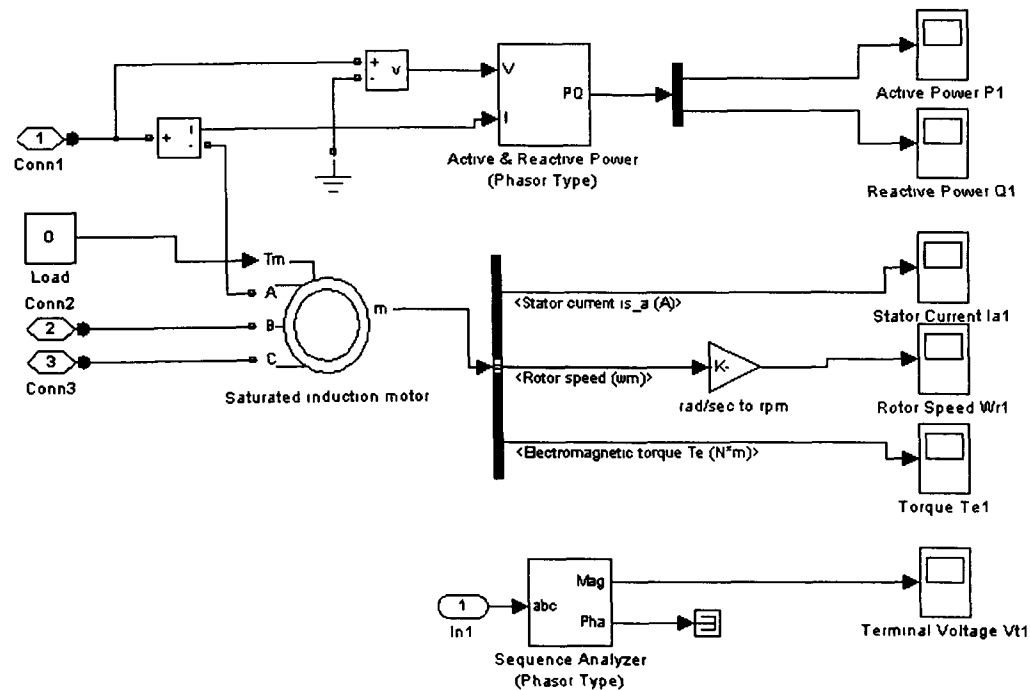 +
-
v
V
I
PQ
Active & Reactive Power
(Phasor Type)
Active Power P1
Reactive Power Q1
1
Conn1
+
I
-
0
Load
Conn2
2
3
Conn3
Tm
A
B
C
m
Saturated induction motor
<Stator current is_a (A)>
<Rotor speed (wm)>
<Electromagnetic torque Te (N*m)>
K-
rad/sec to rpm
Stator Current Ia1
Rotor Speed Wr1
Torque Te1
1
In1
abc
Mag
Pha
Sequence Analyzer
(Phasor Type)
Terminal Voltage Vt1